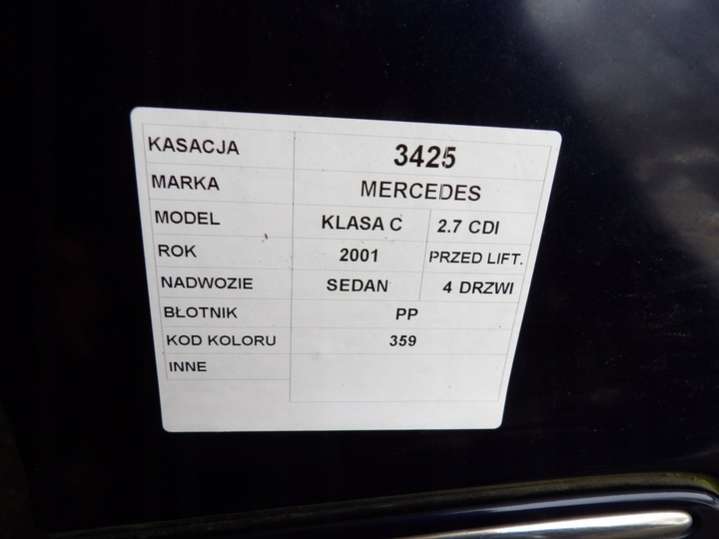 KASACJA 3425
MARKA MERCEDES
MODEL KLASA C 2.7 CDI
ROK 2001 PRZED LIFT.
NADWOZIE SEDAN 4 DRZWI
BŁOTNIK PP
KOD KOLORU 359
INNE